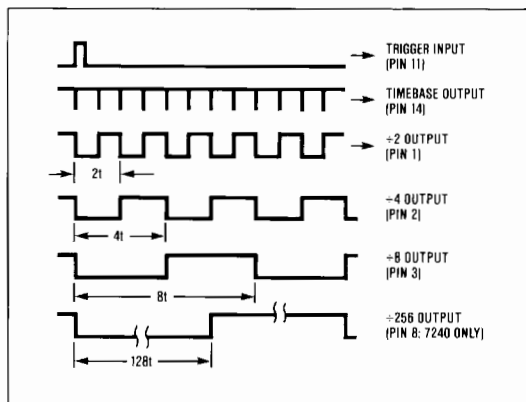 TRIGGER INPUT
(PIN 11)
TIMEBASE OUTPUT
(PIN 14)
÷2 OUTPUT
(PIN 1)
2t
÷4 OUTPUT
(PIN 2)
4t
÷8 OUTPUT
(PIN 3)
8t
÷256 OUTPUT
(PIN 8: 7240 ONLY)
128t